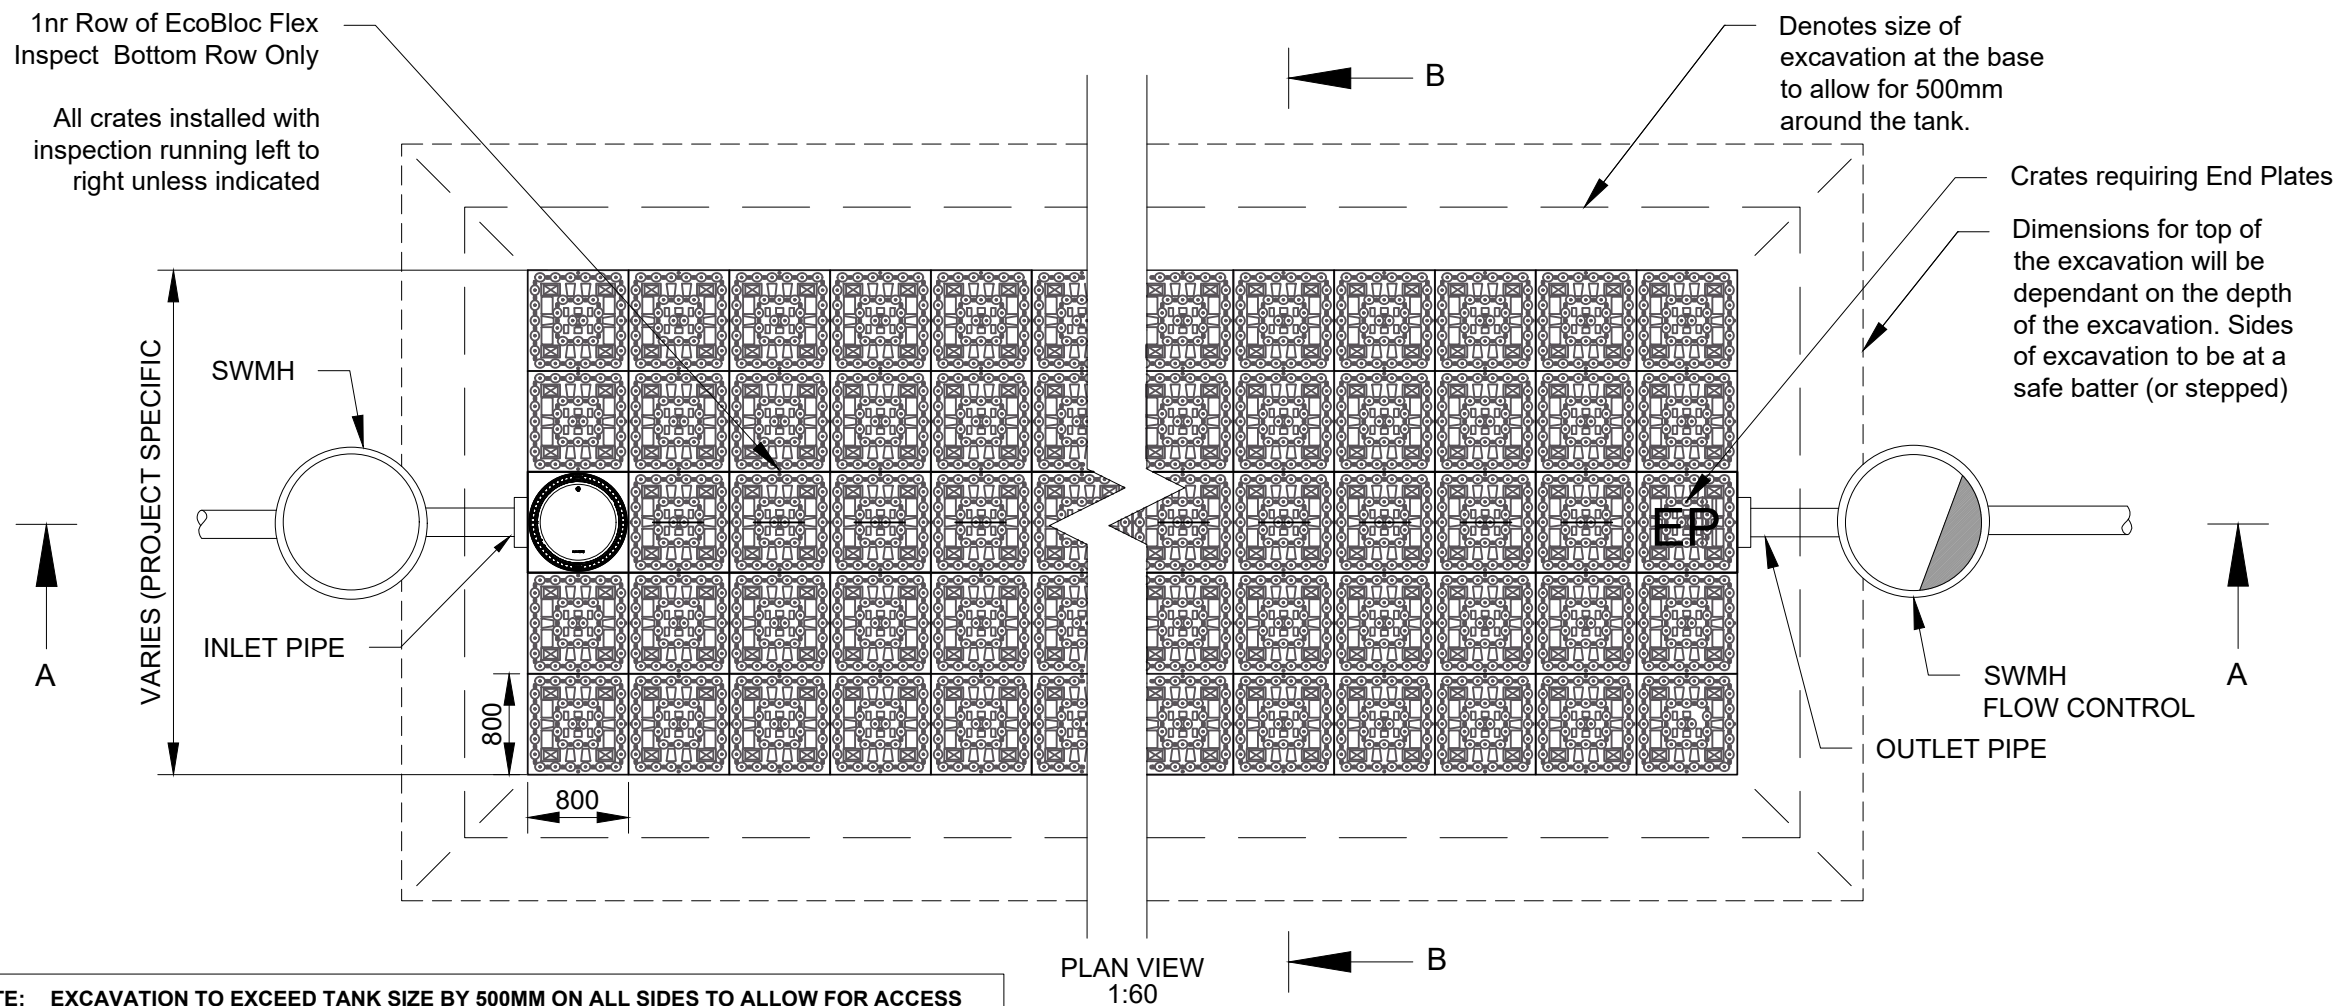 1nr Row of EcoBloc Flex
Inspect Bottom Row Only
All crates installed with
inspection running left to
right unless indicated
B
Denotes size of
excavation at the base
to allow for 500mm
around the tank.
Crates requiring End Plates
Dimensions for top of
the excavation will be
dependant on the depth
of the excavation. Sides
of excavation to be at a
safe batter (or stepped)
SWMH
VARIES (PROJECT SPECIFIC
EP
INLET PIPE
A
A
SWMH
FLOW CONTROL
OUTLET PIPE
800
800
B
PLAN VIEW
1:60
TE: EXCAVATION TO EXCEED TANK SIZE BY 500MM ON ALL SIDES TO ALLOW FOR ACCESS